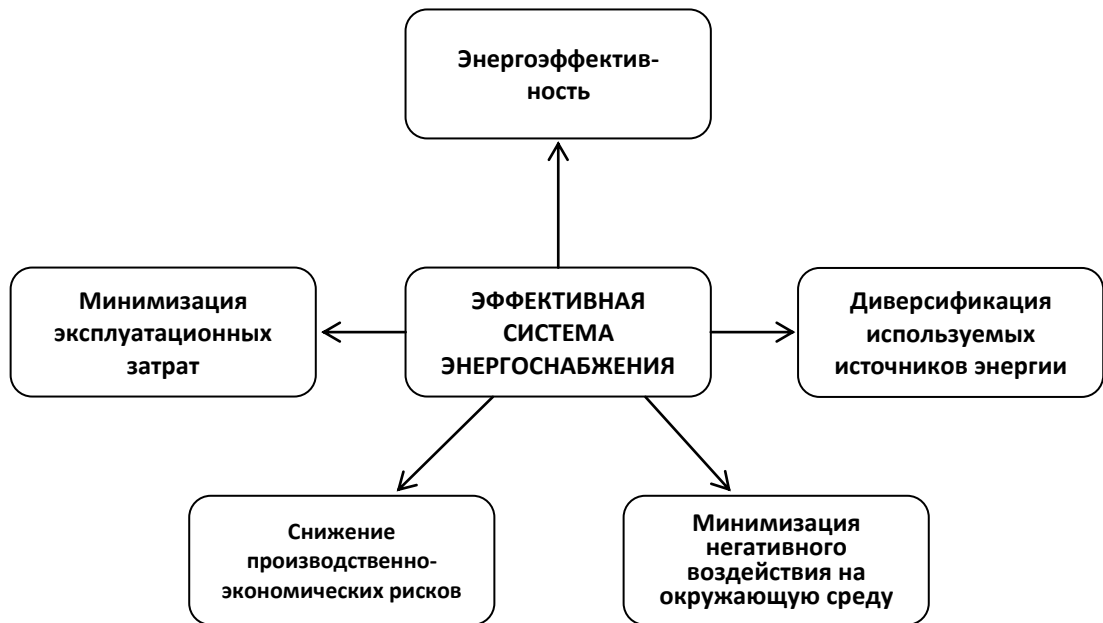 Энергоэффектив-
ность
Минимизация
эксплуатационных
затрат
ЭФФЕКТИВНАЯ
СИСТЕМА
ЭНЕРГОСНАБЖЕНИЯ
Диверсификация
используемых
источников энергии
Снижение
производственно-
экономических рисков
Минимизация
негативного
воздействия на
окружающую среду